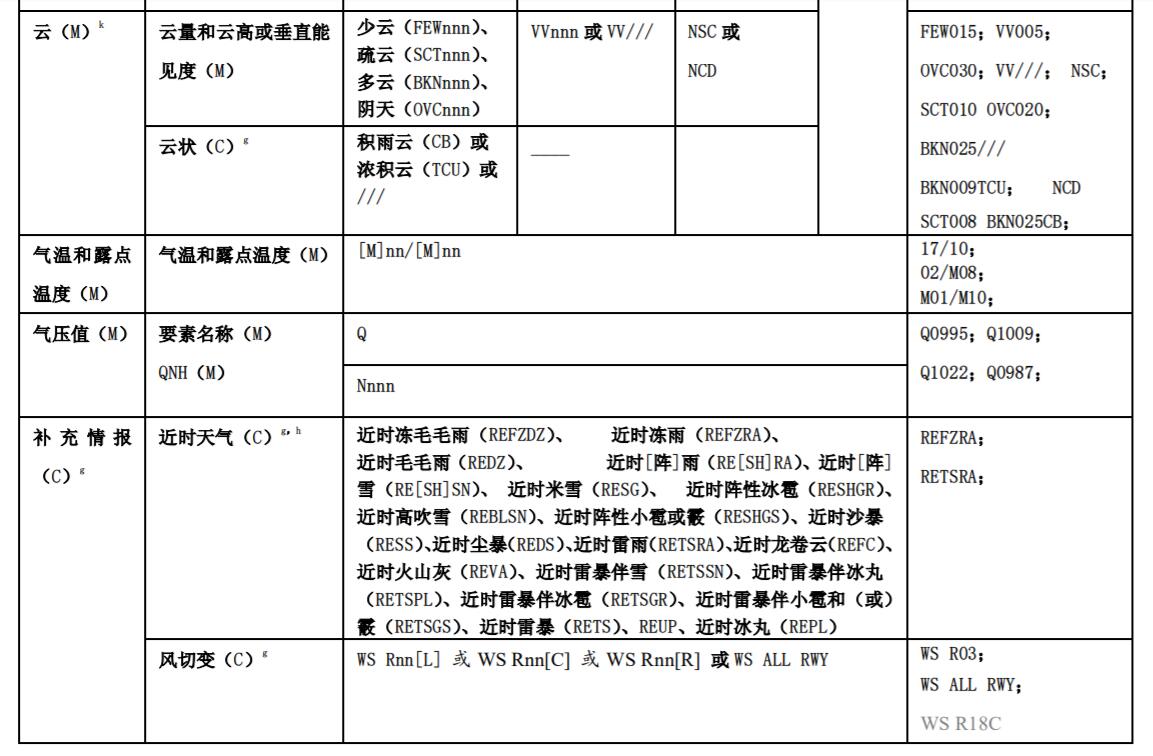 云（M）k
云量和云高或垂直能
见度（M）
少云（FEWnnn）、
疏云（SCTnnn）、
多云（BKNnnn）、
阴天（OVCnnn）
VVnnn 或 VV///
NSC 或
NCD
FEW015； VV005；
OVC030； VV///； NSC；
SCT010 OVC020；
BKN025///
BKN009TCU； NCD
SCT008 BKN025CB；
云状（C）g
积雨云（CB）或
浓积云（TCU）或
///
____
气温和露点
温度（M）
气温和露点温度（M）
[M]nn/[M]nn
17/10；
02/M08；
M01/M10；
气压值（M）
要素名称（M）
QNH（M）
Q
Nnnn
Q0995； Q1009；
Q1022； Q0987；
补 充 情 报
（C）g
近时天气（C）g，h
近时冻毛毛雨（REFZDZ）、 近时冻雨（REFZRA）、
近时毛毛雨（REDZ）、 近时[阵]雨（RE[SH]RA）、近时[阵]
雪（RE[SH]SN）、 近时米雪（RESG）、 近时阵性冰雹（RESHGR）、
近时高吹雪（REBLSN）、近时阵性小雹或霰（RESHGS）、近时沙暴
（RESS）、近时尘暴(REDS）、近时雷雨(RETSRA）、近时龙卷云(REFC）、
近时火山灰（REVA）、近时雷暴伴雪（RETSSN）、近时雷暴伴冰丸
（RETSPL）、近时雷暴伴冰雹（RETSGR）、近时雷暴伴小雹和（或）
霰（RETSGS）、近时雷暴（RETS）、REUP、近时冰丸（REPL）
REFZRA；
RETSRA；
风切变（C）g
WS Rnn[L] 或 WS Rnn[C] 或 WS Rnn[R] 或 WS ALL RWY
WS R03；
WS ALL RWY；
WS R18C